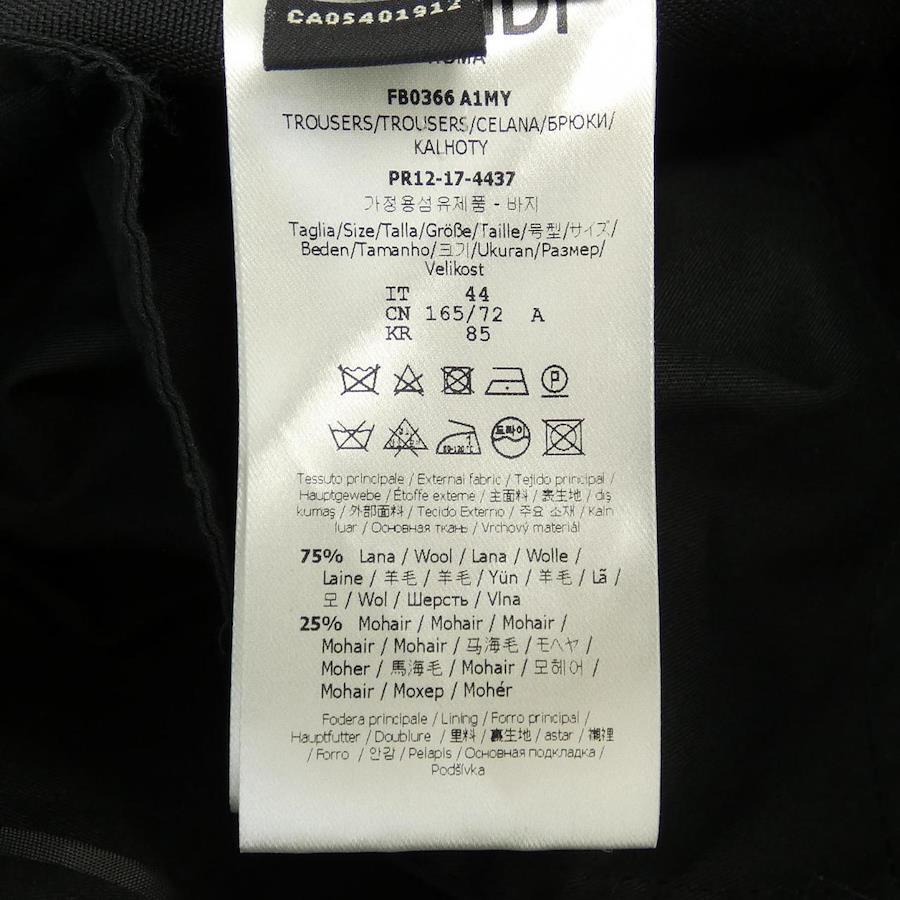 CA05401912
FB0366 A1MY
TROUSERS/TROUSERS/CELANA/БРЮКИ/
KALHOTY
PR12-17-4437
가정용섬유제품 - 바지
Taglia/Size/Talla/Größe/Taille/号型/サイズ/
Beden/Tamanho/크기/Ukuran/Размер/
Velikost
IT 44
CN 165/72 A
KR 85
P
드라이
Tessuto principale / External fabric / Tejido principal /
Hauptgewebe / Étoffe externe / 主面料 / 表生地 / dış
kumaş / 外部面料 / Tecido Externo / 주요 소재 / Kain
luar / Основная ткань / Vrchový materiál
75% Lana / Wool / Lana / Wolle /
Laine / 羊毛 / 羊毛 / Yün / 羊毛 / Lã /
모 / Wol / Шерсть / Vlna
25% Mohair / Mohair / Mohair /
Mohair / Mohair / 马海毛 / モヘヤ /
Moher / 馬海毛 / Mohair / 모헤어 /
Mohair / Мохер / Mohér
Fodera principale / Lining / Forro principal /
Hauptfutter / Doublure / 里料 / 裏生地 / astar / 襯裡
/ Forro / 안감 / Pelapis / Основная подкладка /
Podšívka